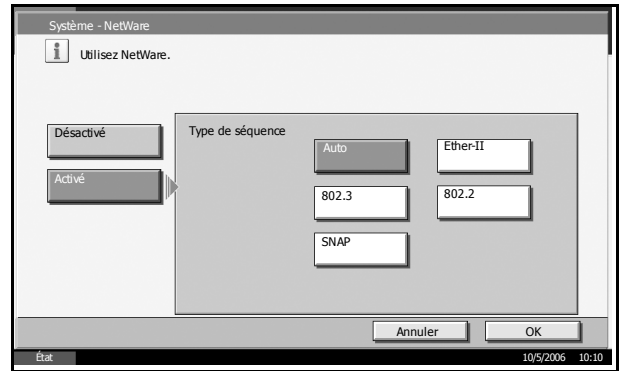 Système - NetWare
i Utilisez NetWare.
Désactivé
Type de séquence
Auto
Ether-II
Activé
802.3
802.2
SNAP
Annuler
OK
État
10/5/2006 10:10